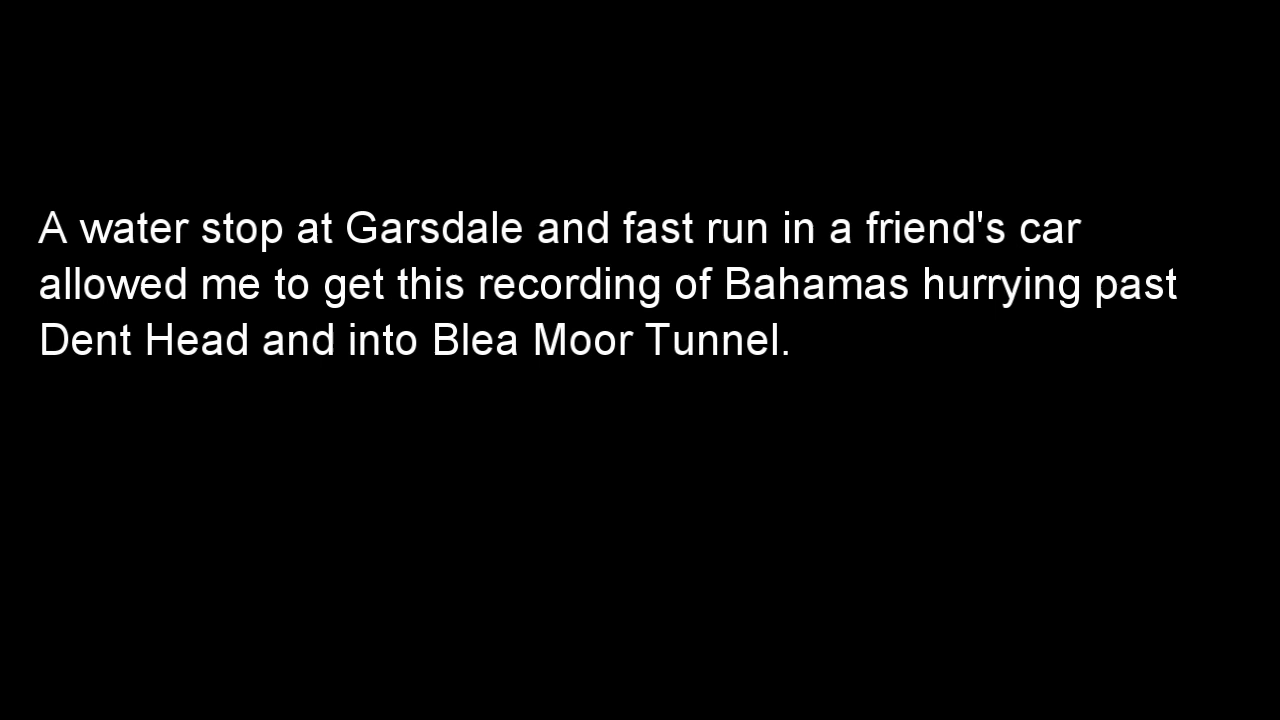 A water stop at Garsdale and fast run in a friend's car
allowed me to get this recording of Bahamas hurrying past
Dent Head and into Blea Moor Tunnel.